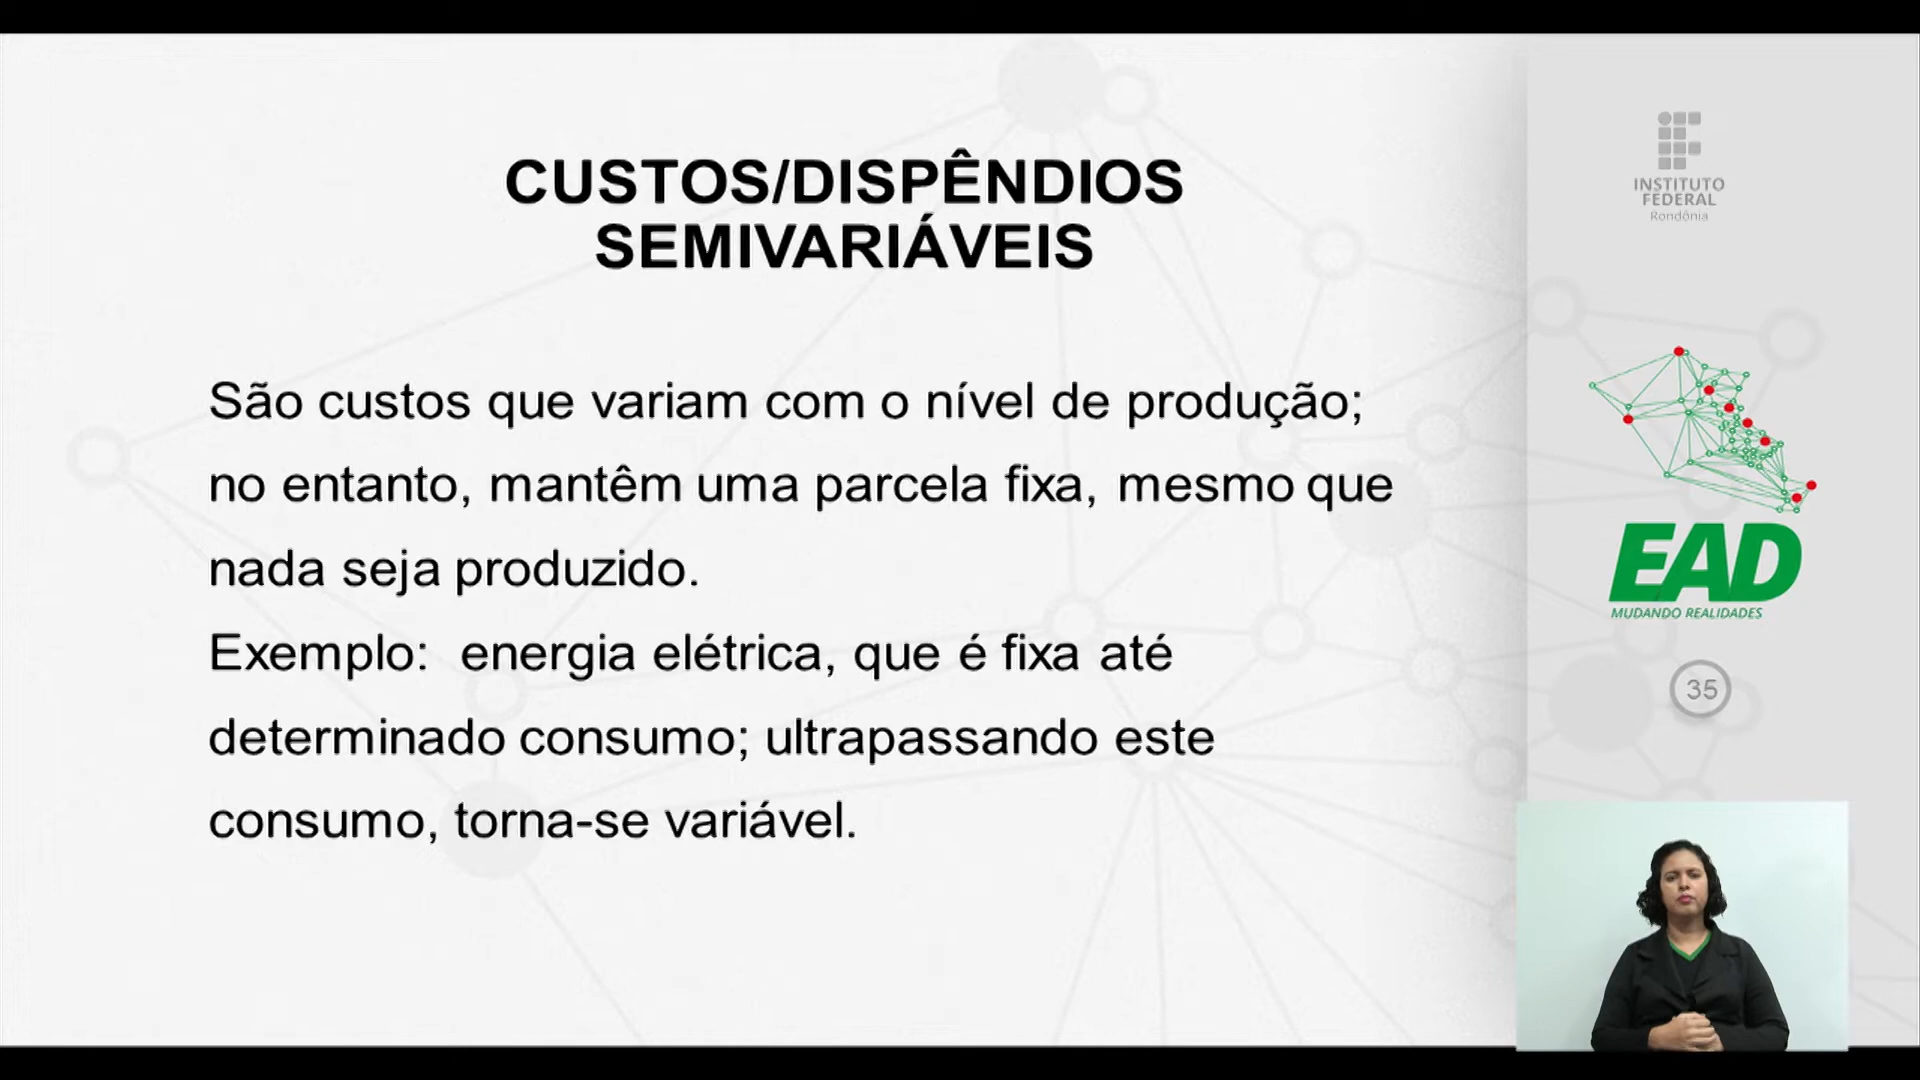 CUSTOS/DISPÊNDIOS
SEMIVARIÁVEIS
São custos que variam com o nível de produção;
no entanto, mantêm uma parcela fixa, mesmo que
nada seja produzido.
Exemplo: energia elétrica, que é fixa até
determinado consumo; ultrapassando este
consumo, torna-se variável.
INSTITUTO
FEDERAL
Rondônia
EAD
MUDANDO REALIDADES
35